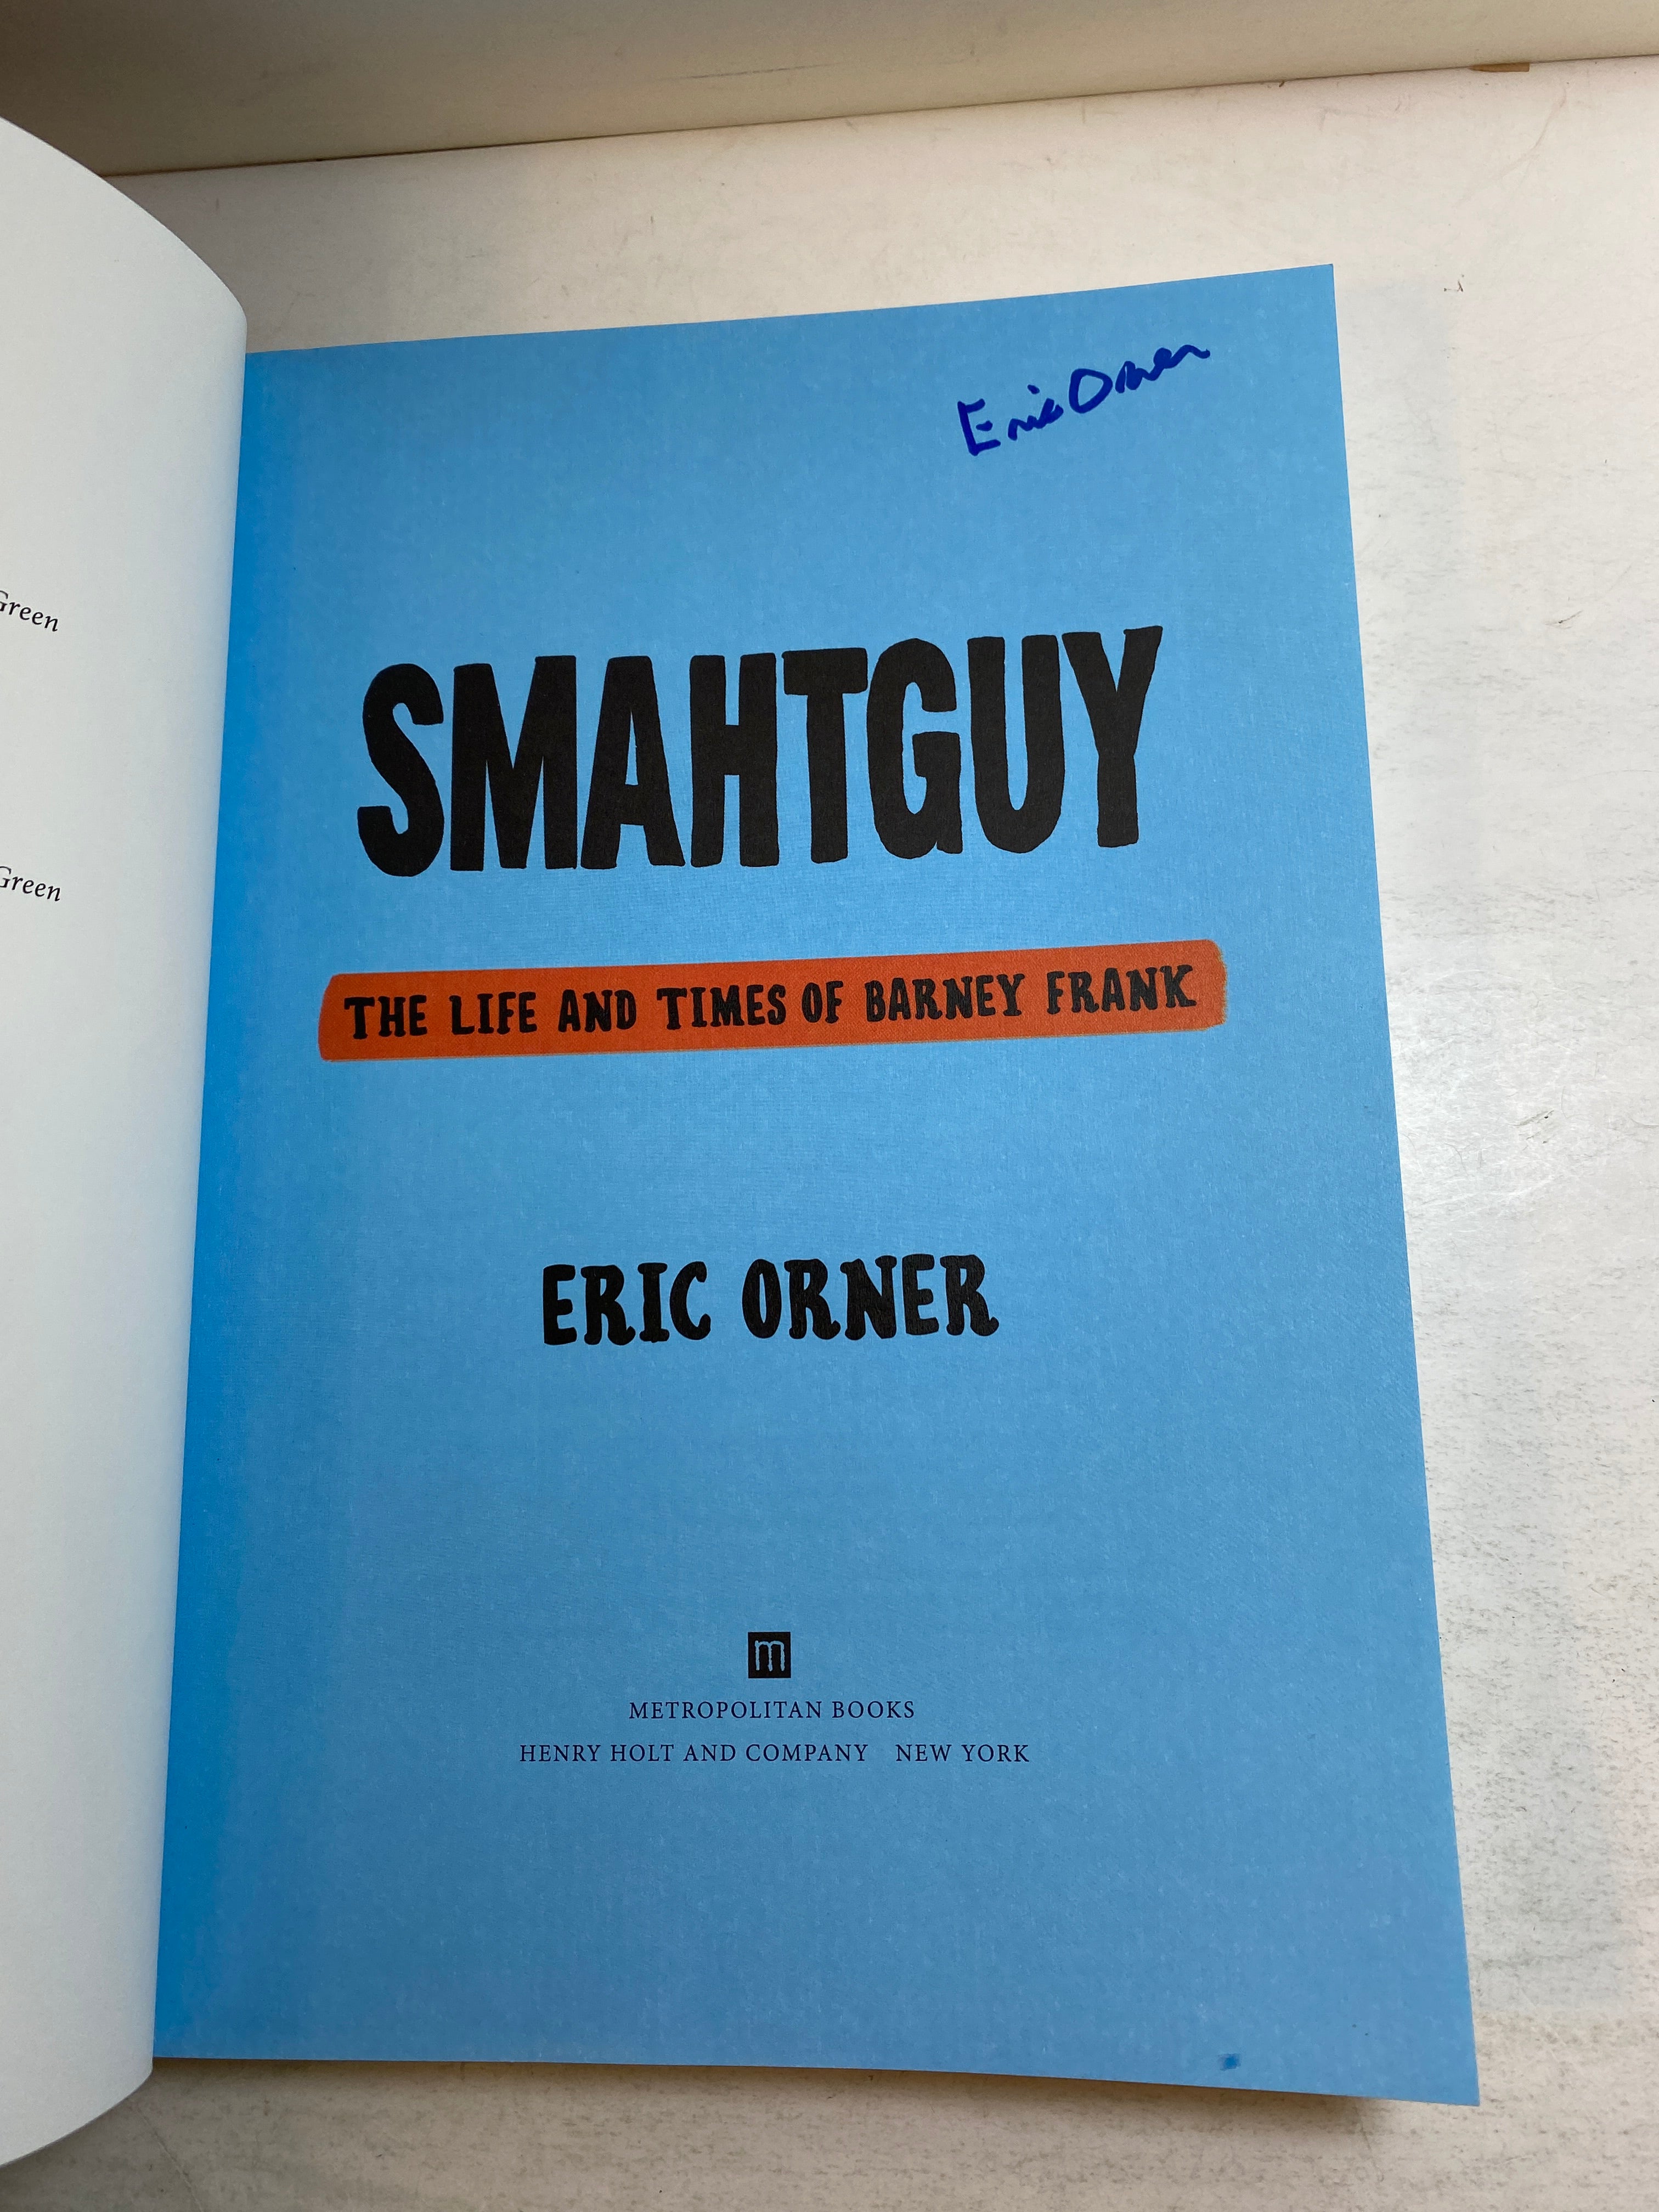 Green
Green
Eric Orner
SMAHTGUY
THE LIFE AND TIMES OF BARNEY FRANK
ERIC ORNER
m
METROPOLITAN BOOKS
HENRY HOLT AND COMPANY NEW YORK